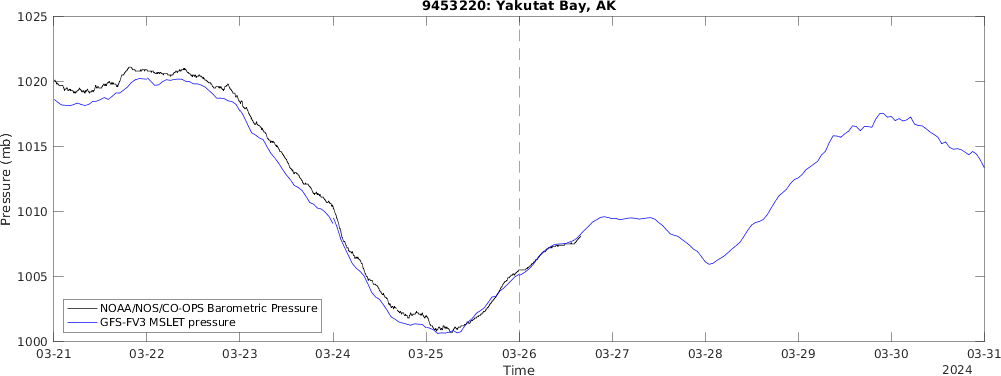 9453220: Yakutat Bay, AK
1025
1020
1015
1010
1005
1000
Pressure (mb)
NOAA/NOS/CO-OPS Barometric Pressure
GFS-FV3 MSLET pressure
03-21 03-22 03-23 03-24 03-25 03-26 03-27 03-28 03-29 03-30 03-31
Time
2024